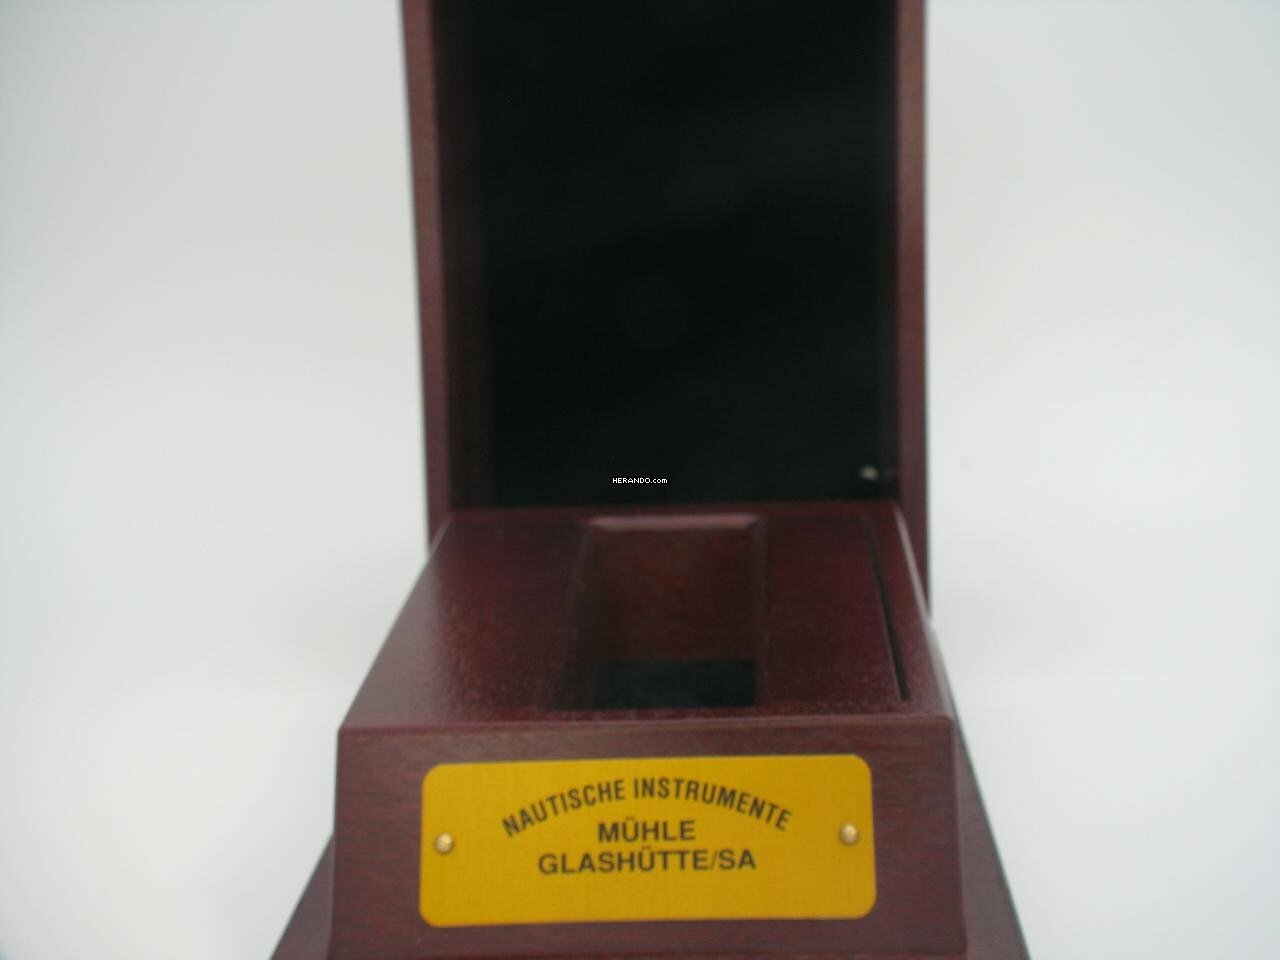 HERANDO.com
NAUTISCHE INSTRUMENTE
MÜHLE
GLASHÜTTE/SA